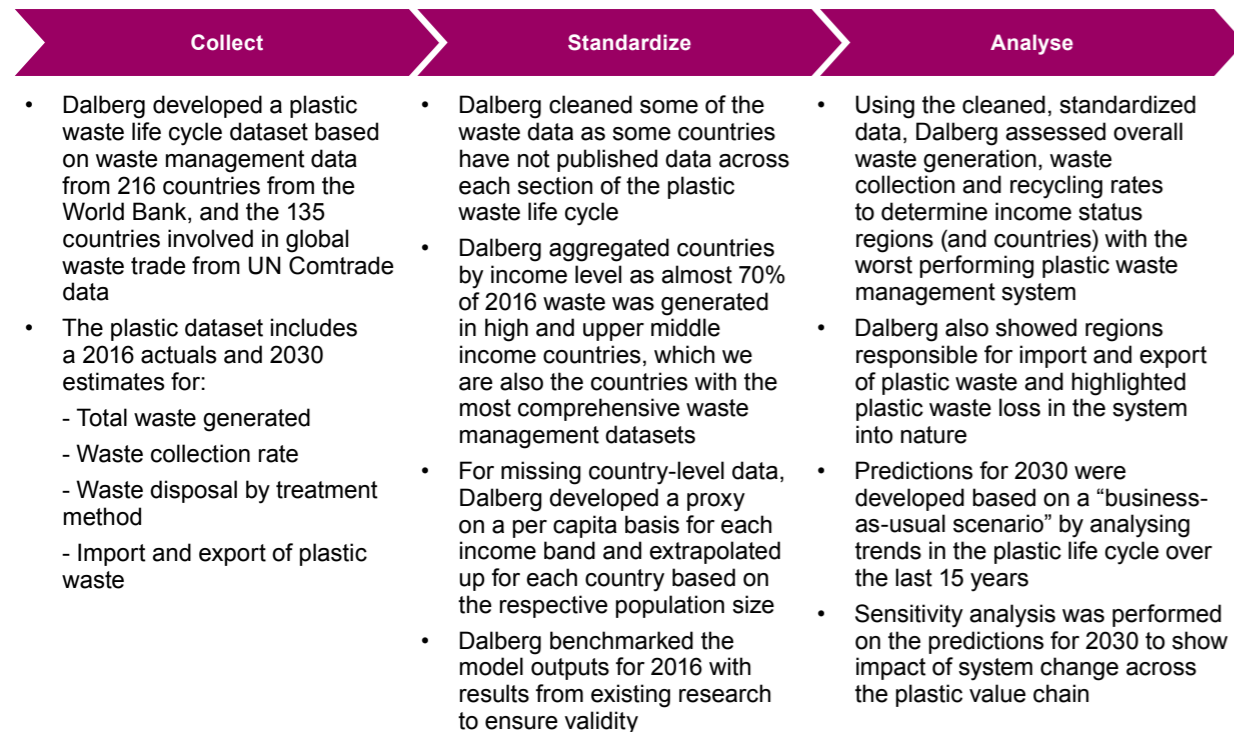 Collect
Standardize
Analyse
• Dalberg developed a plastic
waste life cycle dataset based
on waste management data
from 216 countries from the
World Bank, and the 135
countries involved in global
waste trade from UN Comtrade
data
• The plastic dataset includes
a 2016 actuals and 2030
estimates for:
- Total waste generated
- Waste collection rate
- Waste disposal by treatment
method
- Import and export of plastic
waste
• Dalberg cleaned some of the
waste data as some countries
have not published data across
each section of the plastic
waste life cycle
• Dalberg aggregated countries
by income level as almost 70%
of 2016 waste was generated
in high and upper middle
income countries, which we
are also the countries with the
most comprehensive waste
management datasets
• For missing country-level data,
Dalberg developed a proxy
on a per capita basis for each
income band and extrapolated
up for each country based on
the respective population size
• Dalberg benchmarked the
model outputs for 2016 with
results from existing research
to ensure validity
• Using the cleaned, standardized
data, Dalberg assessed overall
waste generation, waste
collection and recycling rates
to determine income status
regions (and countries) with the
worst performing plastic waste
management system
• Dalberg also showed regions
responsible for import and export
of plastic waste and highlighted
plastic waste loss in the system
into nature
• Predictions for 2030 were
developed based on a “business-
as-usual scenario” by analysing
trends in the plastic life cycle over
the last 15 years
• Sensitivity analysis was performed
on the predictions for 2030 to show
impact of system change across
the plastic value chain